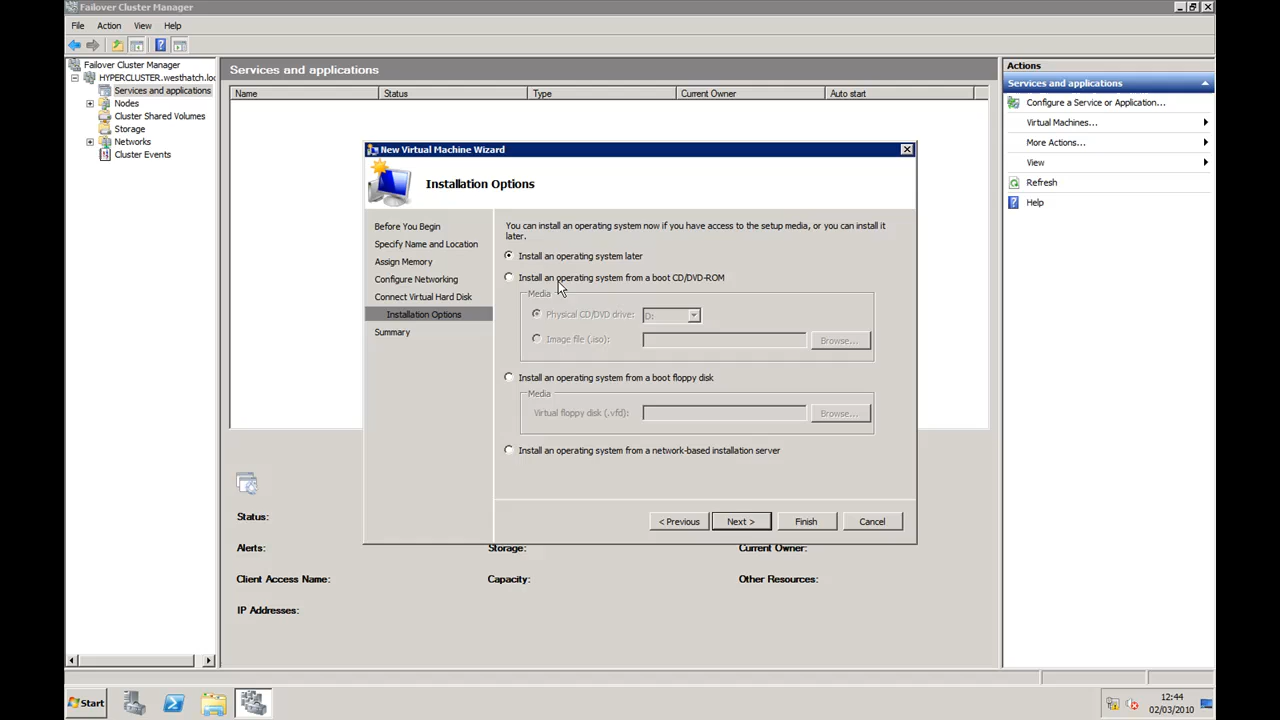 Failover Cluster Manager
File Action View Help
Failover Cluster Manager
HYPERCLUSTER.westhatch.loc
Services and applications
Nodes
Cluster Shared Volumes
Storage
Networks
Cluster Events
Services and applications
Name Status Type Current Owner Auto start
New Virtual Machine Wizard
Installation Options
Before You Begin
Specify Name and Location
Assign Memory
Configure Networking
Connect Virtual Hard Disk
Installation Options
Summary
You can install an operating system now if you have access to the setup media, or you can install it
later.
Install an operating system later
Install an operating system from a boot CD/DVD-ROM
Media
Physical CD/DVD drive: D:
Image file (.iso): Browse...
Install an operating system from a boot floppy disk
Media
Virtual floppy disk (.vfd): Browse...
Install an operating system from a network-based installation server
< Previous Next > Finish Cancel
Status:
Alerts: Storage: Current Owner:
Client Access Name: Capacity: Other Resources:
IP Addresses:
Actions
Services and applications
Configure a Service or Application...
Virtual Machines...
More Actions...
View
Refresh
Help
Start
12:44
02/03/2010